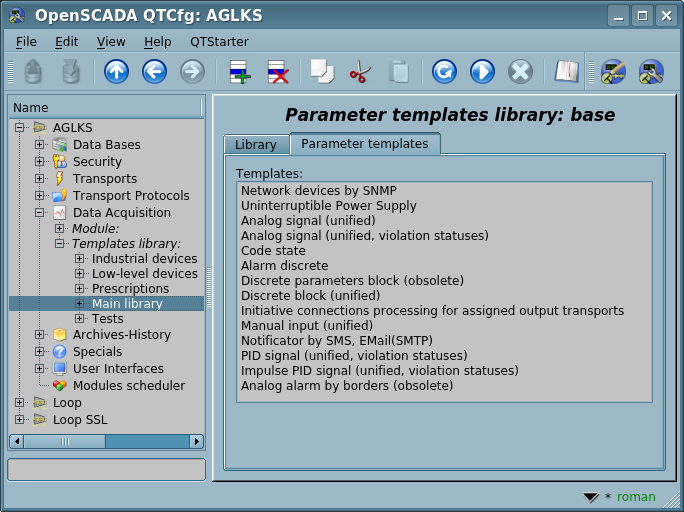 OpenSCADA QTCfg: AGLKS
File Edit View Help QTStarter
Name
AGLKS
Data Bases
Security
Transports
Transport Protocols
Data Acquisition
Module:
Templates library:
Industrial devices
Low-level devices
Prescriptions
Main library
Tests
Archives-History
Specials
User Interfaces
Modules scheduler
Loop
Loop SSL
Parameter templates library: base
Library Parameter templates
Templates:
Network devices by SNMP
Uninterruptible Power Supply
Analog signal (unified)
Analog signal (unified, violation statuses)
Code state
Alarm discrete
Discrete parameters block (obsolete)
Discrete block (unified)
Initiative connections processing for assigned output transports
Manual input (unified)
Notificator by SMS, EMail(SMTP)
PID signal (unified, violation statuses)
Impulse PID signal (unified, violation statuses)
Analog alarm by borders (obsolete)
* roman